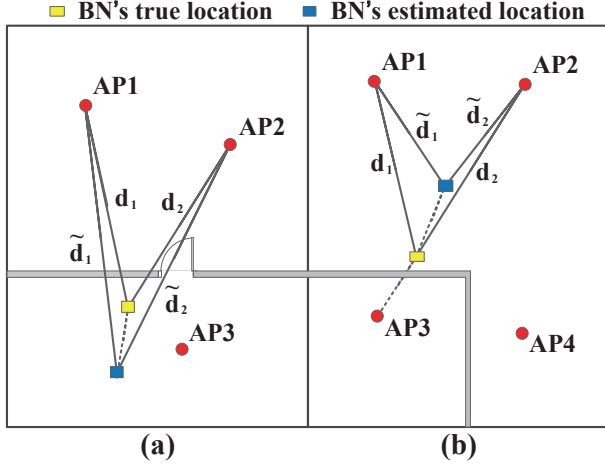 BN's true location BN's estimated location
AP1
AP2
d₁
d₂
d̃₁
d̃₂
AP3
(a)
AP1
AP2
d̃₁
d̃₂
d₁
d₂
AP3
AP4
(b)